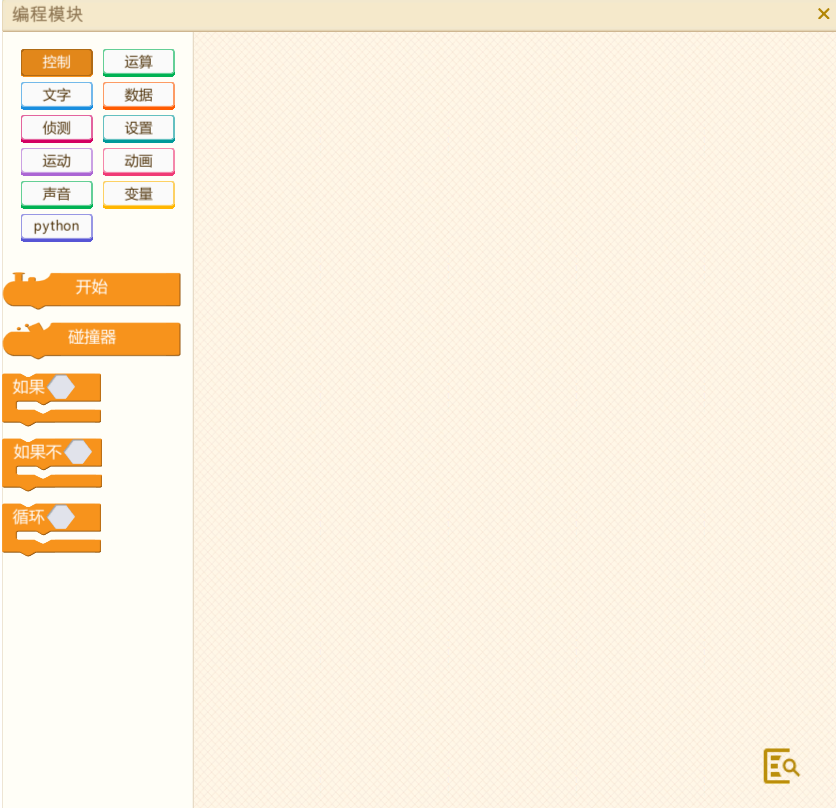 编程模块
控制 运算
文字 数据
侦测 设置
运动 动画
声音 变量
python
开始
碰撞器
如果
如果不
循环